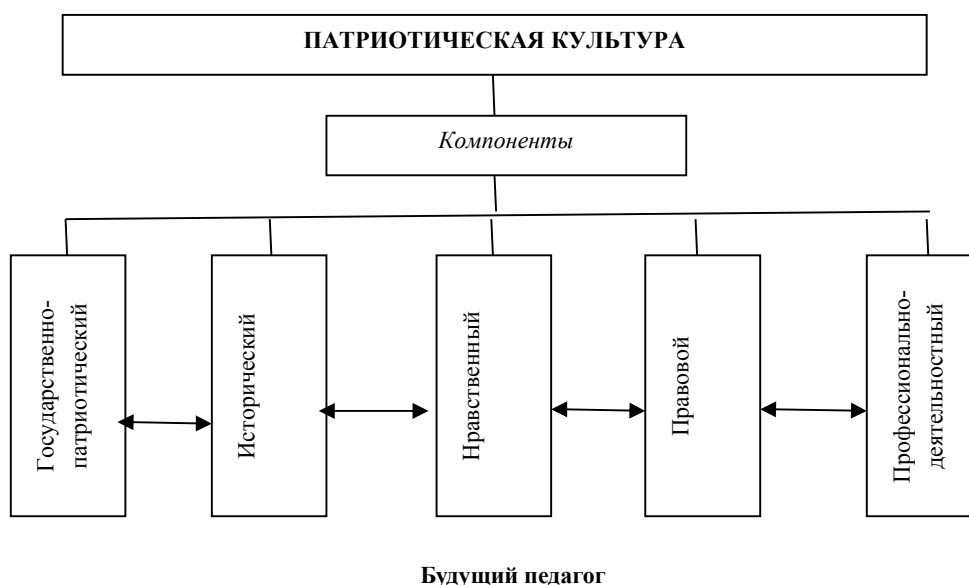 ПАТРИОТИЧЕСКАЯ КУЛЬТУРА
Компоненты
Государственно-
патриотический
Исторический
Нравственный
Правовой
Профессионально-
деятельностный
Будущий педагог